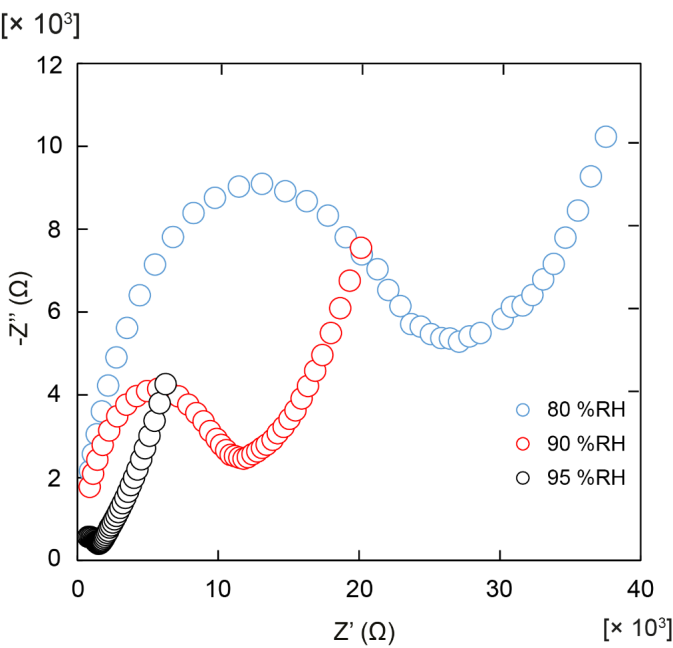 [× 10³]
12
10
8
6
4
2
0
-Z” (Ω)
80 %RH
90 %RH
95 %RH
0 10 20 30 40
Z’ (Ω)
[× 10³]